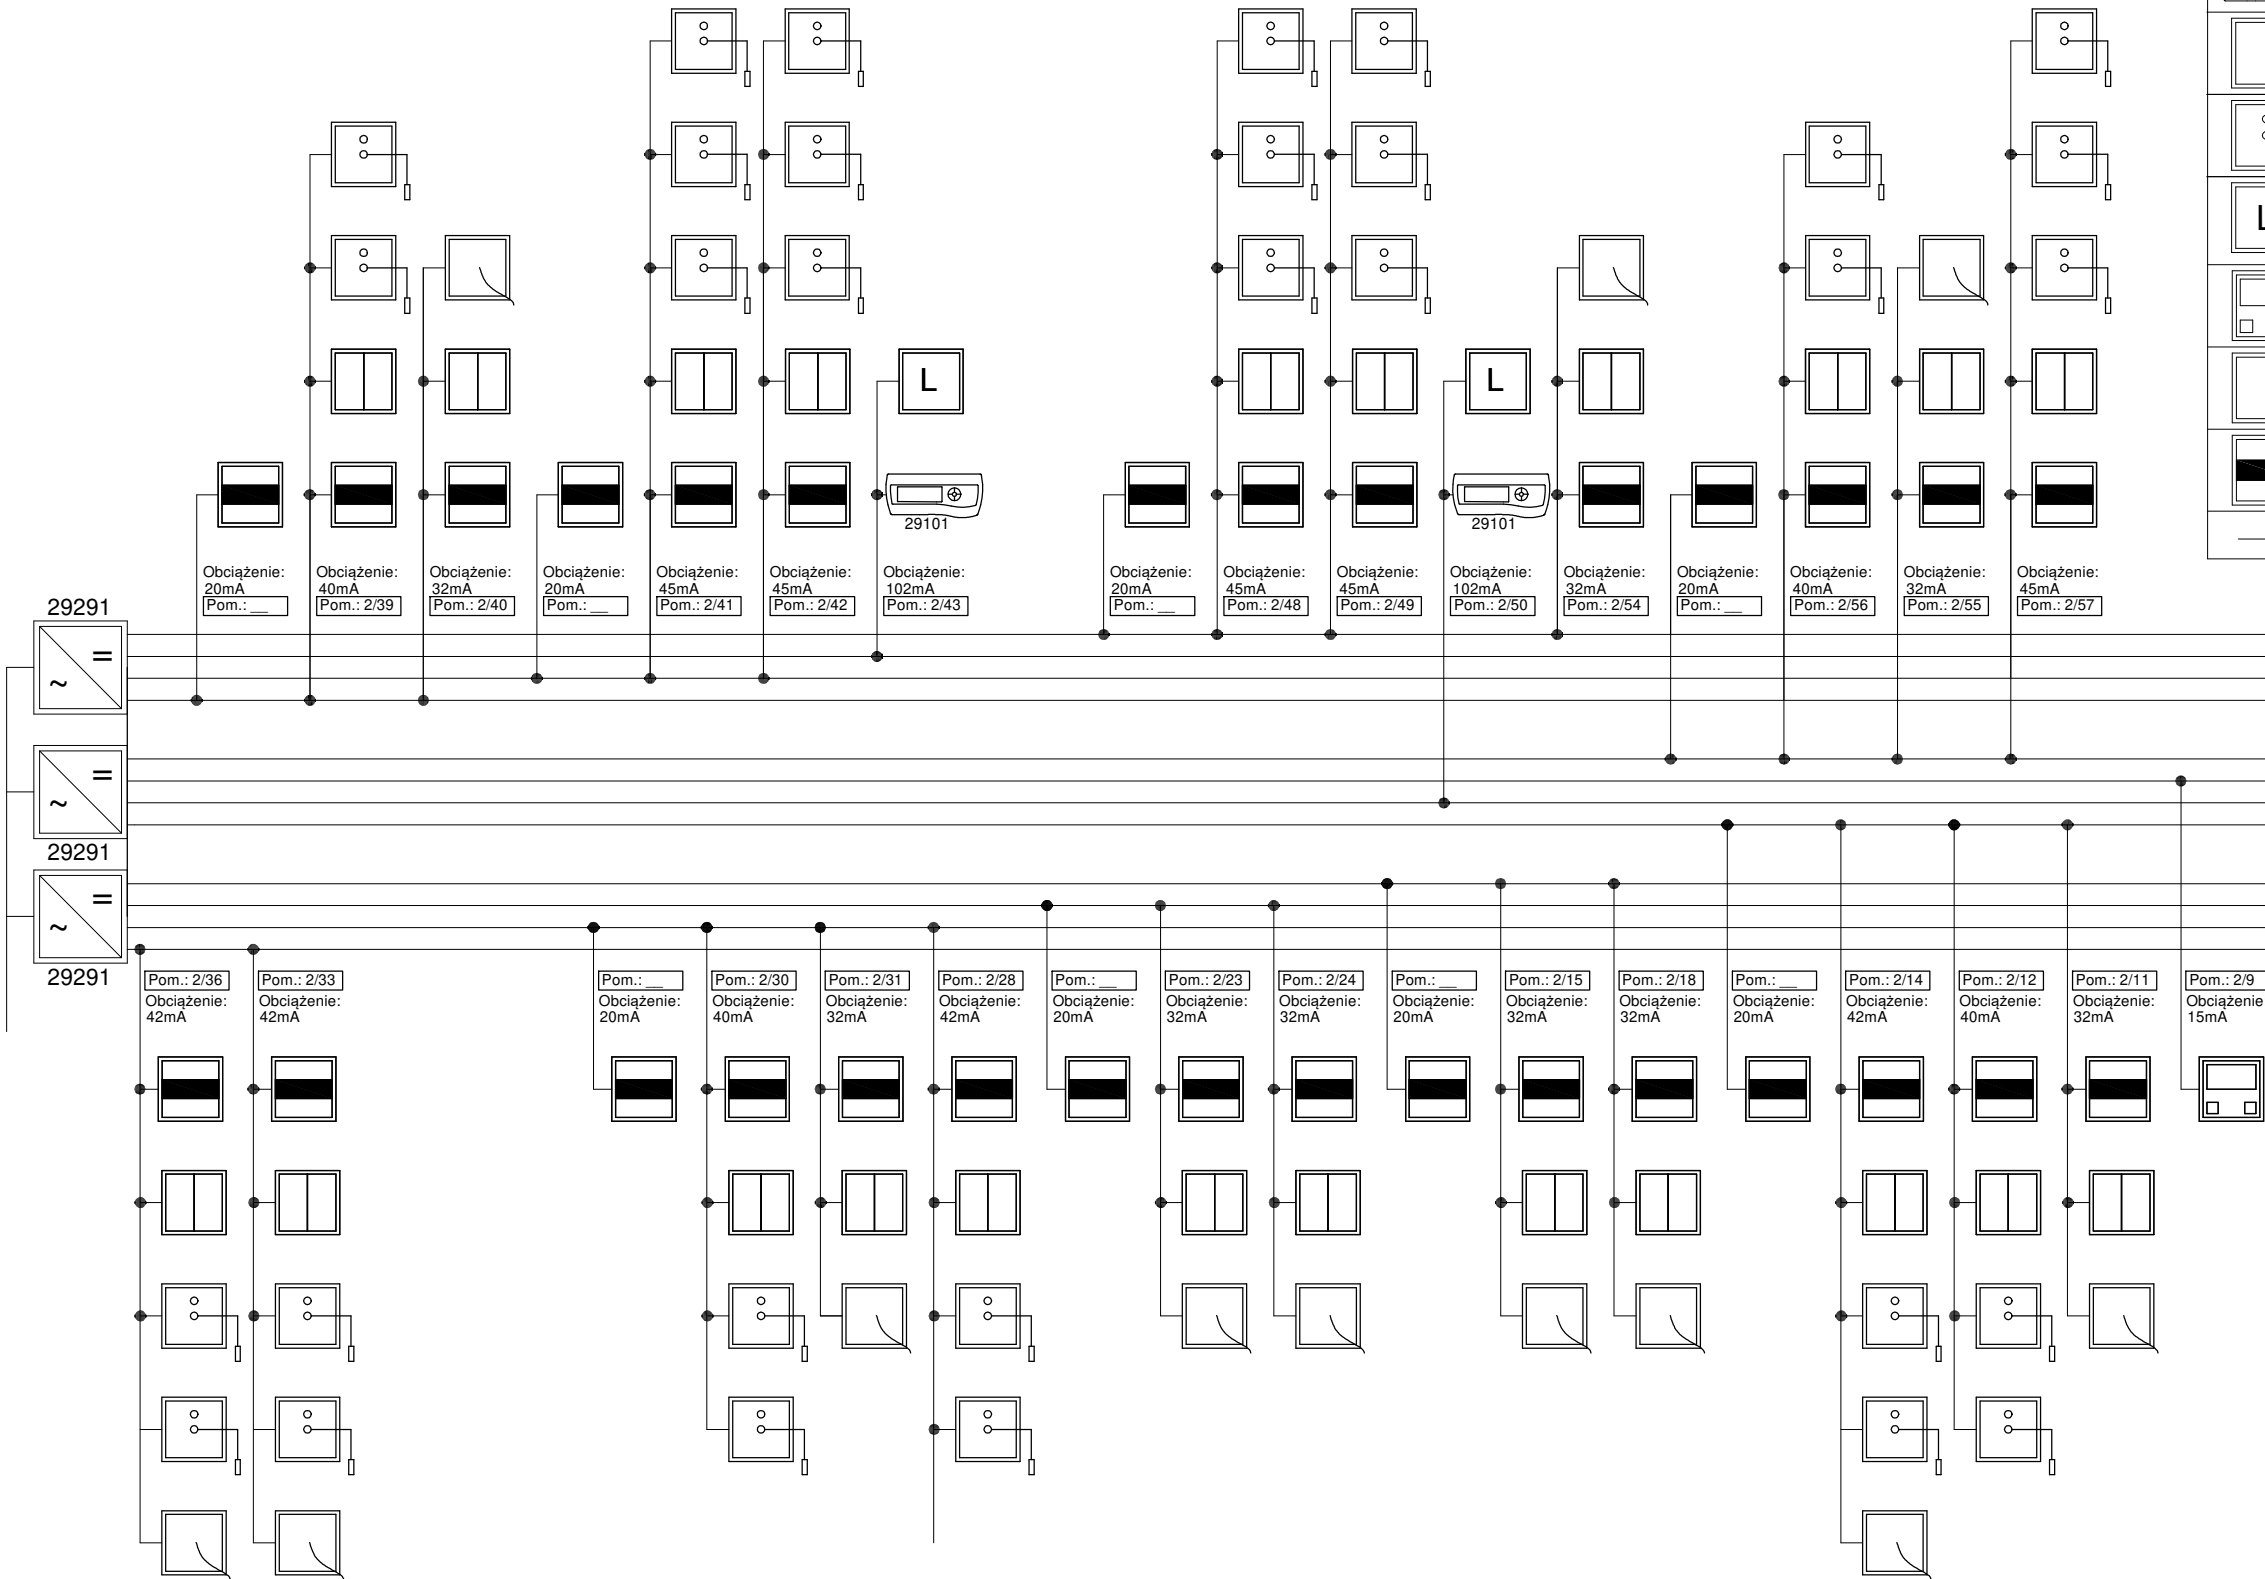 L
L
L
29101
29101
Obciążenie: Obciążenie: Obciążenie: Obciążenie: Obciążenie: Obciążenie: Obciążenie: Obciążenie: Obciążenie: Obciążenie: Obciążenie: Obciążenie: Obciążenie: Obciążenie: Obciążenie: Obciążenie:
20mA 40mA 32mA 20mA 45mA 45mA 102mA 20mA 45mA 45mA 102mA 32mA 20mA 40mA 32mA 45mA
29291 Pom.: __ Pom.: 2/39 Pom.: 2/40 Pom.: __ Pom.: 2/41 Pom.: 2/42 Pom.: 2/43 Pom.: __ Pom.: 2/48 Pom.: 2/49 Pom.: 2/50 Pom.: 2/54 Pom.: __ Pom.: 2/56 Pom.: 2/55 Pom.: 2/57
=
~
=
~
29291
=
~
29291 Pom.: 2/36 Pom.: 2/33 Pom.: __ Pom.: 2/30 Pom.: 2/31 Pom.: 2/28 Pom.: __ Pom.: 2/23 Pom.: 2/24 Pom.: __ Pom.: 2/15 Pom.: 2/18 Pom.: __ Pom.: 2/14 Pom.: 2/12 Pom.: 2/11 Pom.: 2/9
Obciążenie: Obciążenie: Obciążenie: Obciążenie: Obciążenie: Obciążenie: Obciążenie: Obciążenie: Obciążenie: Obciążenie: Obciążenie: Obciążenie: Obciążenie: Obciążenie: Obciążenie: Obciążenie: Obciążenie
42mA 42mA 20mA 40mA 32mA 42mA 20mA 32mA 32mA 20mA 32mA 32mA 20mA 42mA 40mA 32mA 15mA